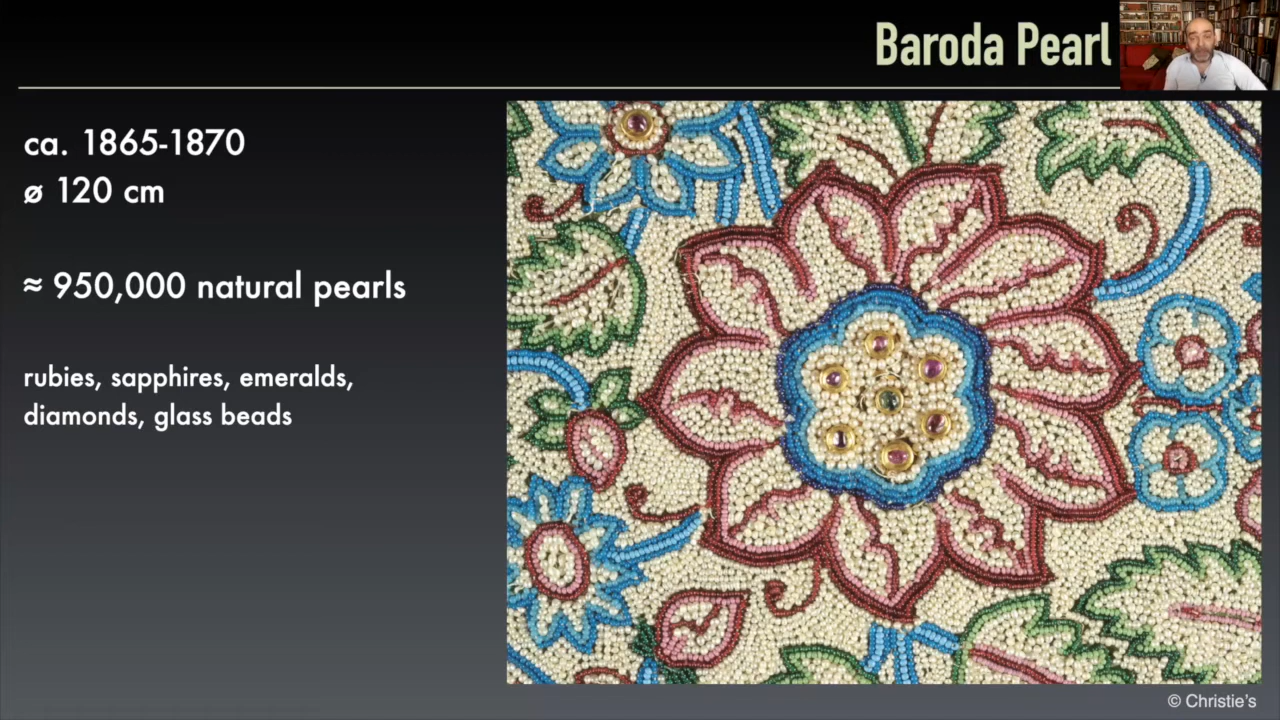 Baroda Pearl
ca. 1865-1870
ø 120 cm
≈ 950,000 natural pearls
rubies, sapphires, emeralds,
diamonds, glass beads
© Christie's